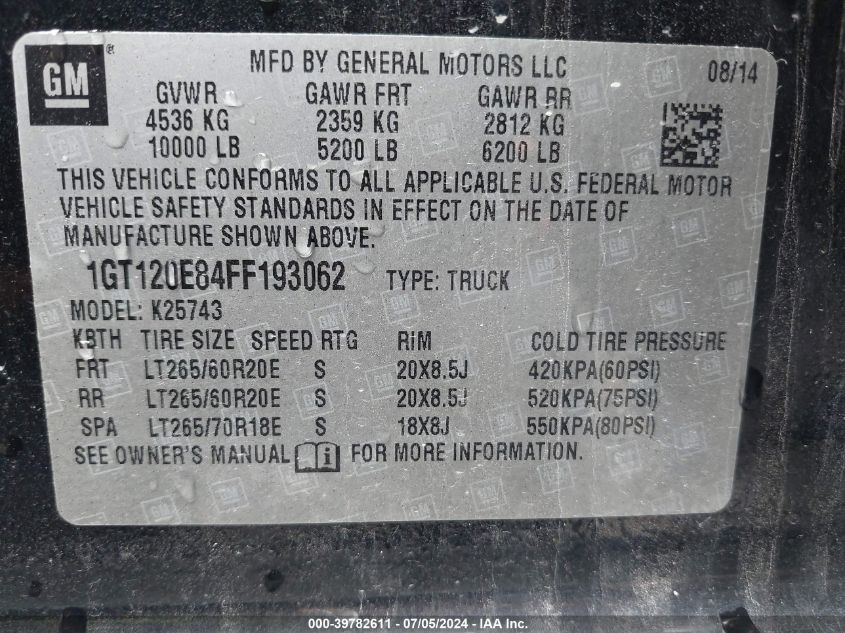 GM ®
MFD BY GENERAL MOTORS LLC 08/14
GVWR GAWR FRT GAWR RR
4536 KG 2359 KG 2812 KG
10000 LB 5200 LB 6200 LB
THIS VEHICLE CONFORMS TO ALL APPLICABLE U.S. FEDERAL MOTOR
VEHICLE SAFETY STANDARDS IN EFFECT ON THE DATE OF
MANUFACTURE SHOWN ABOVE.
1GT120E84FF193062 TYPE: TRUCK
MODEL: K25743
KBTH TIRE SIZE SPEED RTG RIM COLD TIRE PRESSURE
FRT LT265/60R20E S 20X8.5J 420KPA(60PSI)
RR LT265/60R20E S 20X8.5J 520KPA(75PSI)
SPA LT265/70R18E S 18X8J 550KPA(80PSI)
SEE OWNER'S MANUAL i FOR MORE INFORMATION.
000-39782611 - 07/05/2024 - © IAA Inc.